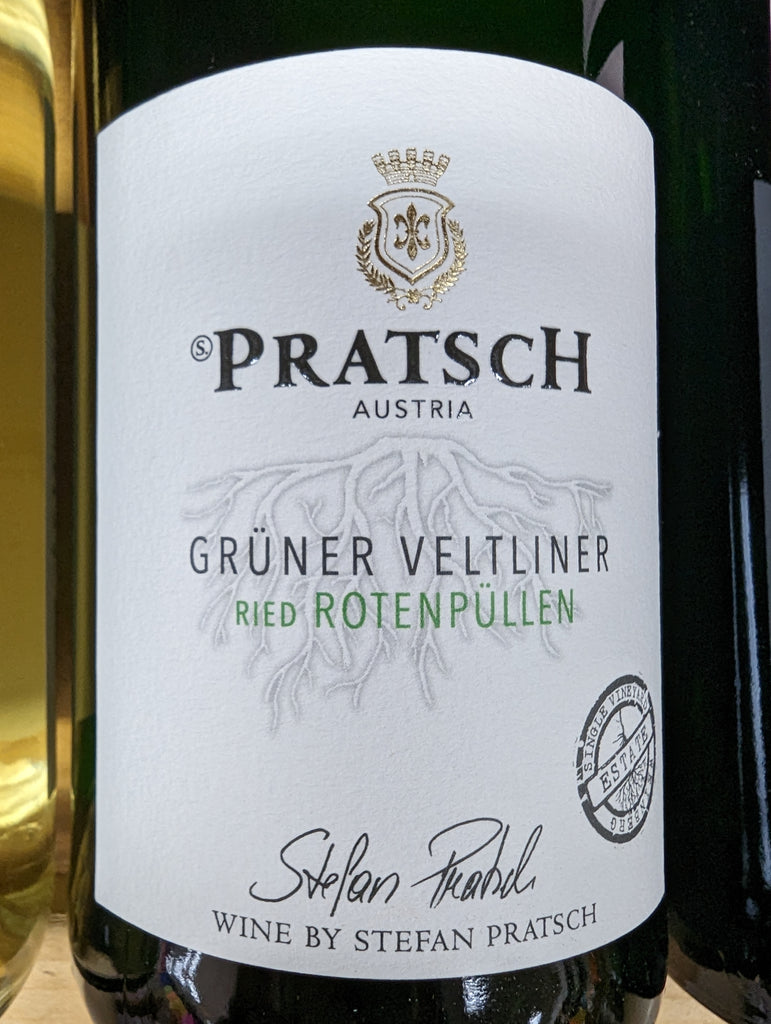 S. PRATSCH
AUSTRIA
GRÜNER VELTLINER
RIED ROTENPÜLLEN
SINGLE VINEYARD
ESTATE
Stefan Pratsch
WINE BY STEFAN PRATSCH